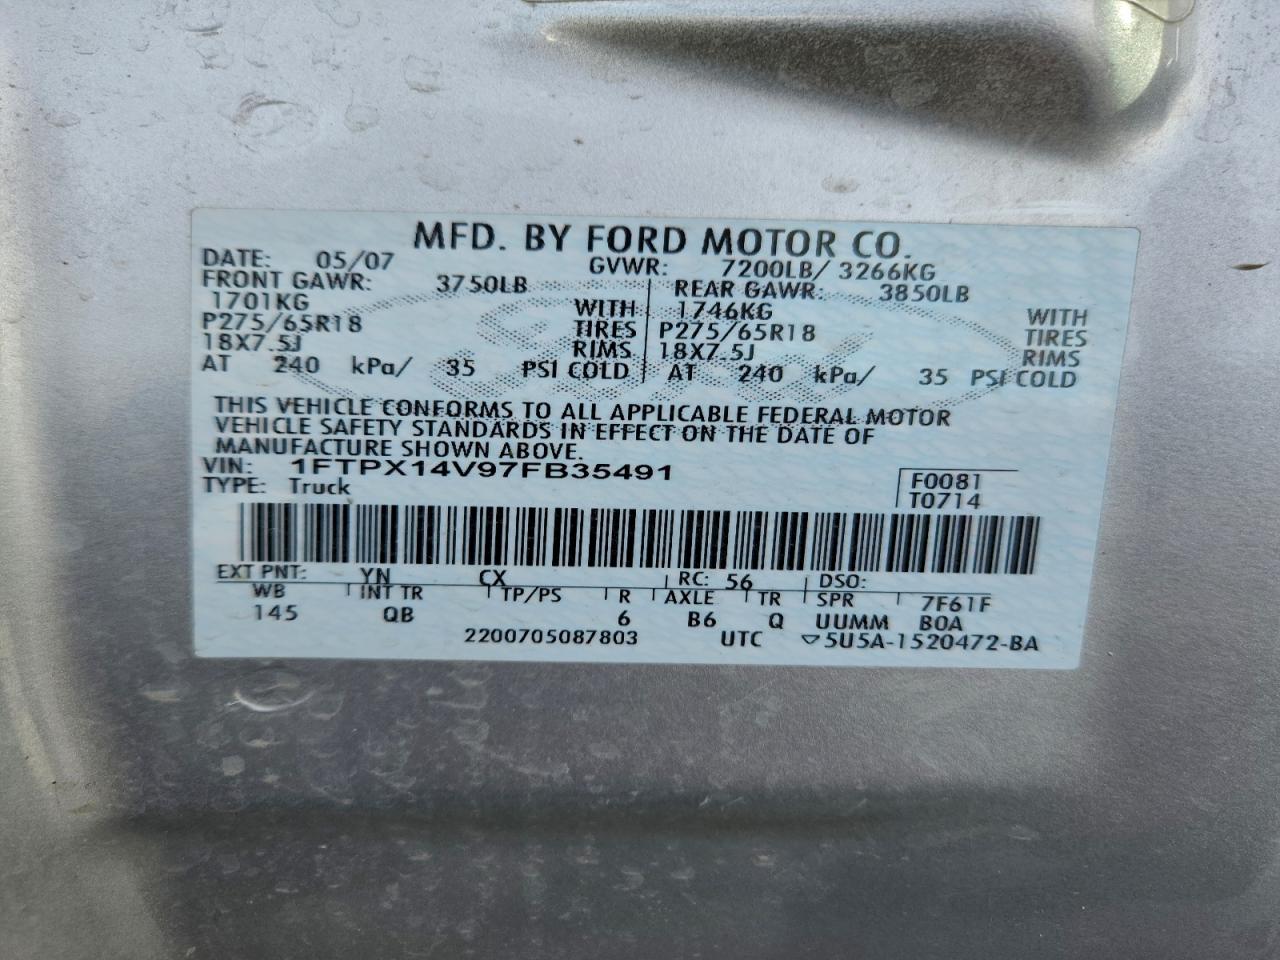 MFD. BY FORD MOTOR CO.
DATE: 05/07 GVWR: 7200LB/ 3266KG
FRONT GAWR: 3750LB REAR GAWR: 3850LB
1701KG WITH 1746KG WITH
P275/65R18 TIRES P275/65R18 TIRES
18X7.5J RIMS 18X7.5J RIMS
AT 240 kPa/ 35 PSI COLD AT 240 kPa/ 35 PSI COLD
THIS VEHICLE CONFORMS TO ALL APPLICABLE FEDERAL MOTOR
VEHICLE SAFETY STANDARDS IN EFFECT ON THE DATE OF
MANUFACTURE SHOWN ABOVE.
VIN: 1FTPX14V97FB35491 F0081
TYPE: Truck T0714
EXT PNT: YN CX RC: 56 DSO:
WB INT TR TP/PS R AXLE TR SPR 7F61F
145 QB 6 B6 Q UUMM BOA
2200705087803 UTC ▽5U5A-1520472-BA